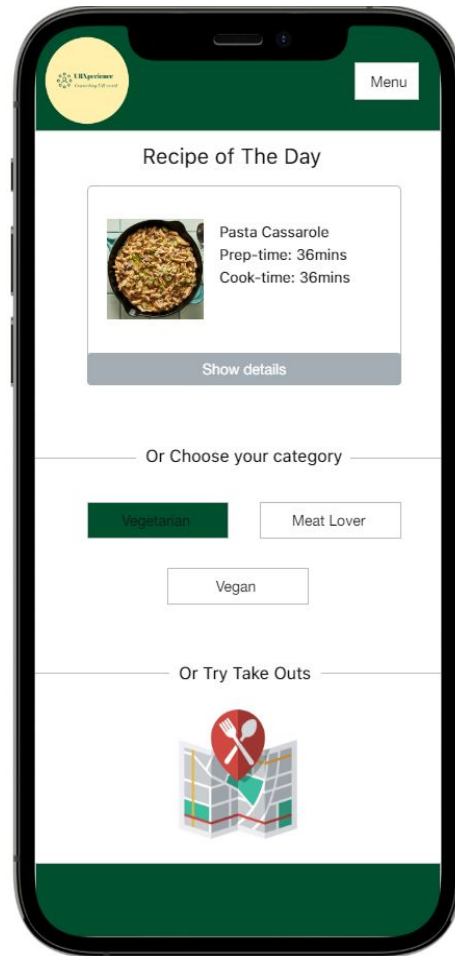 UBXperience
Menu
Recipe of The Day
Pasta Cassarole
Prep-time: 36mins
Cook-time: 36mins
Show details
Or Choose your category
Vegetarian
Meat Lover
Vegan
Or Try Take Outs